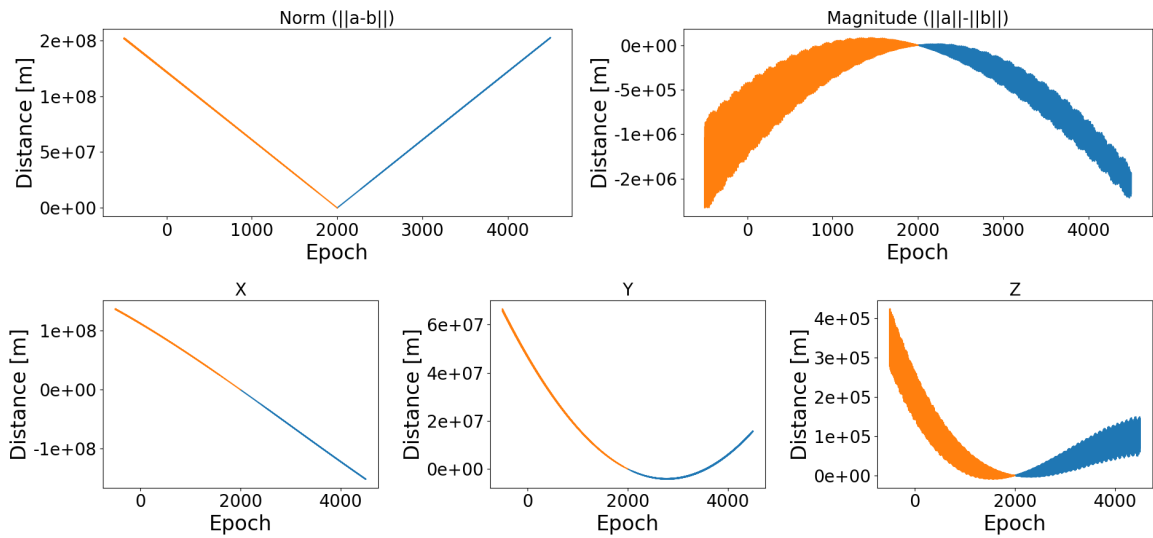 Norm (||a-b||)
Distance [m]
2e+08
1e+08
5e+07
0e+00
0 1000 2000 3000 4000
Epoch
Magnitude (||a||-||b||)
Distance [m]
0e+00
-5e+05
-1e+06
-2e+06
0 1000 2000 3000 4000
Epoch
X
Distance [m]
1e+08
0e+00
-1e+08
0 2000 4000
Epoch
Y
Distance [m]
6e+07
4e+07
2e+07
0e+00
0 2000 4000
Epoch
Z
Distance [m]
4e+05
3e+05
2e+05
1e+05
0e+00
0 2000 4000
Epoch